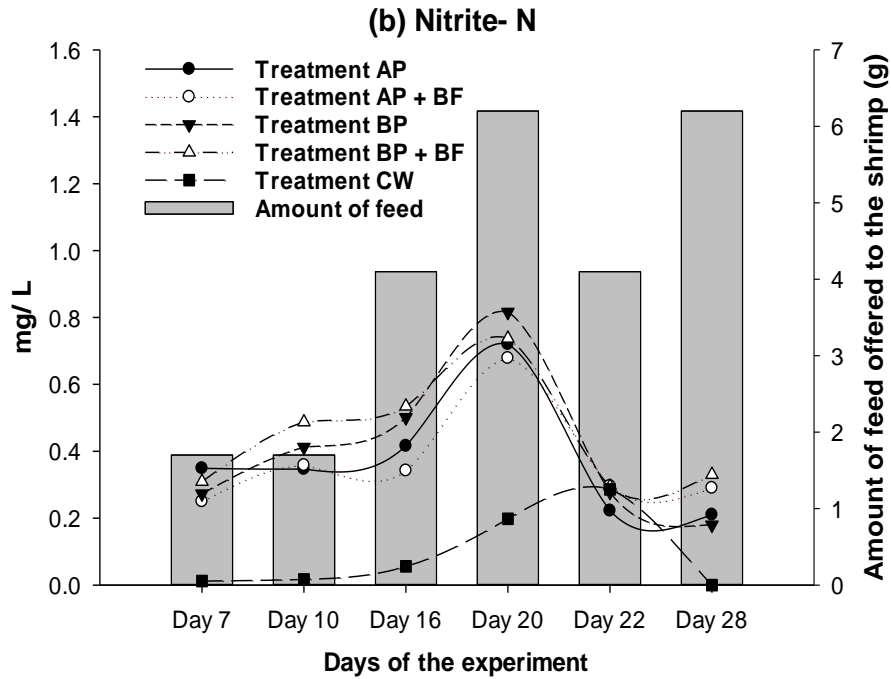 (b) Nitrite- N
Treatment AP
Treatment AP + BF
Treatment BP
Treatment BP + BF
Treatment CW
Amount of feed
mg/ L
1.6
1.4
1.2
1.0
0.8
0.6
0.4
0.2
0.0
7
6
5
4
3
2
1
0
Amount of feed offered to the shrimp (g)
Day 7 Day 10 Day 16 Day 20 Day 22 Day 28
Days of the experiment